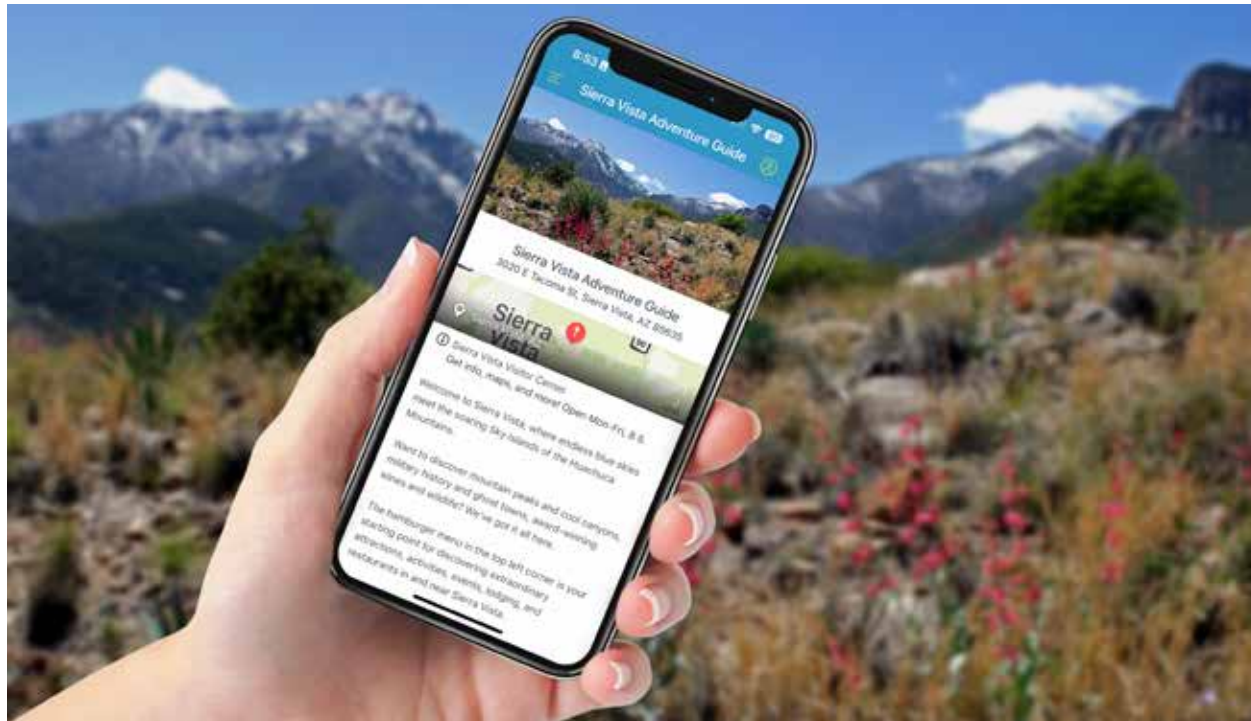 8:53
Sierra Vista Adventure Guide
Sierra Vista Adventure Guide
3020 E Tacoma St, Sierra Vista, AZ 85635
Sierra
Vista
90
Sierra Vista Visitor Center
Get info, maps, and more! Open Mon-Fri, 8-5.
Welcome to Sierra Vista, where endless blue skies
meet the soaring Sky Islands of the Huachuca
Mountains.
Want to discover mountain peaks and cool canyons,
military history and ghost towns, award-winning
wines and wildlife? We've got it all here.
The hamburger menu in the top left corner is your
starting point for discovering extraordinary
attractions, activities, events, lodging, and
restaurants in and near Sierra Vista.